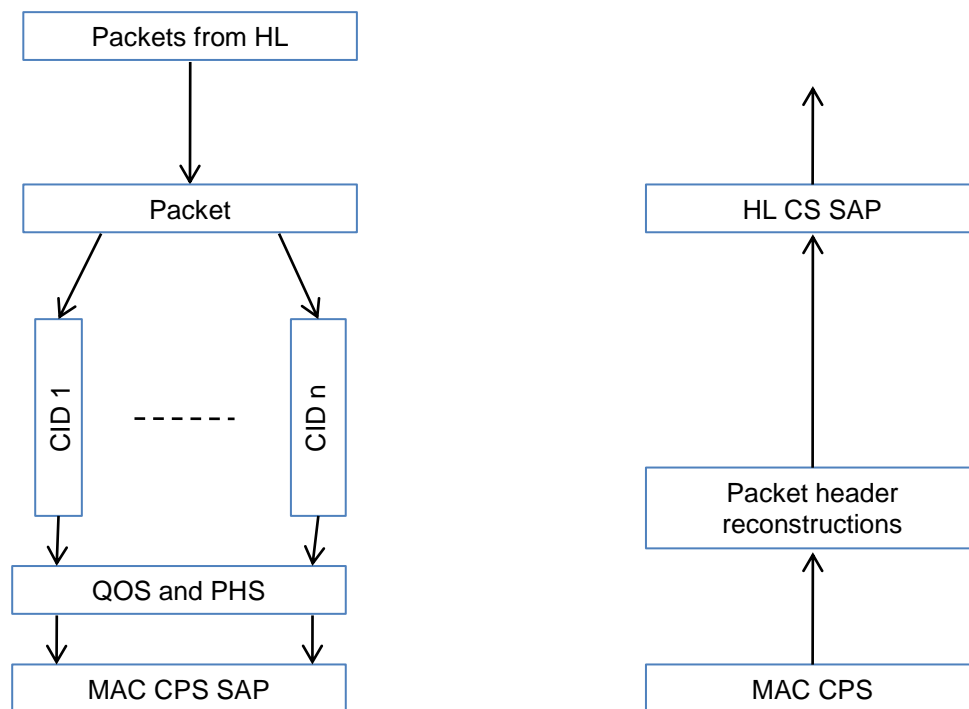 Packets from HL
Packet
CID 1
CID n
QOS and PHS
MAC CPS SAP
HL CS SAP
Packet header
reconstructions
MAC CPS